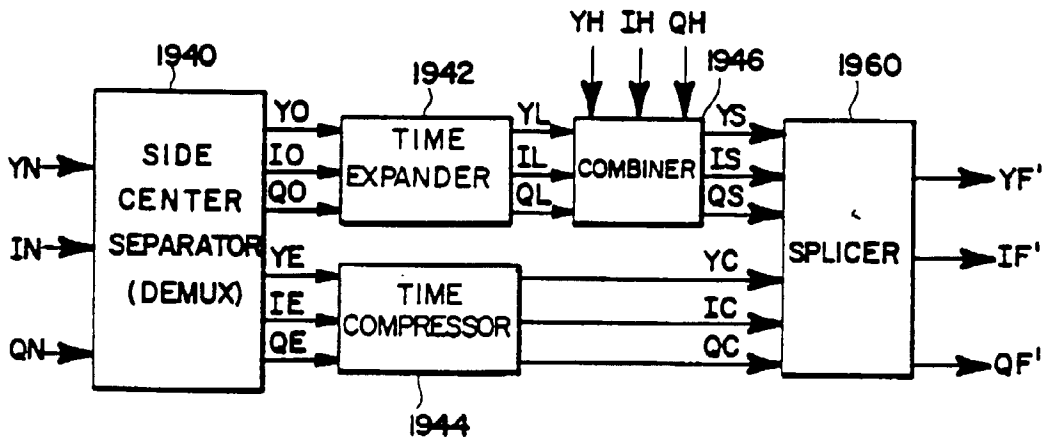 YH IH QH
1940
1942
1946
1960
YN
IN
QN
SIDE
CENTER
SEPARATOR
(DEMUX)
YO
IO
QO
YE
IE
QE
TIME
EXPANDER
YL
IL
QL
COMBINER
YS
IS
QS
TIME
COMPRESSOR
1944
YC
IC
QC
SPLICER
YF'
IF'
QF'